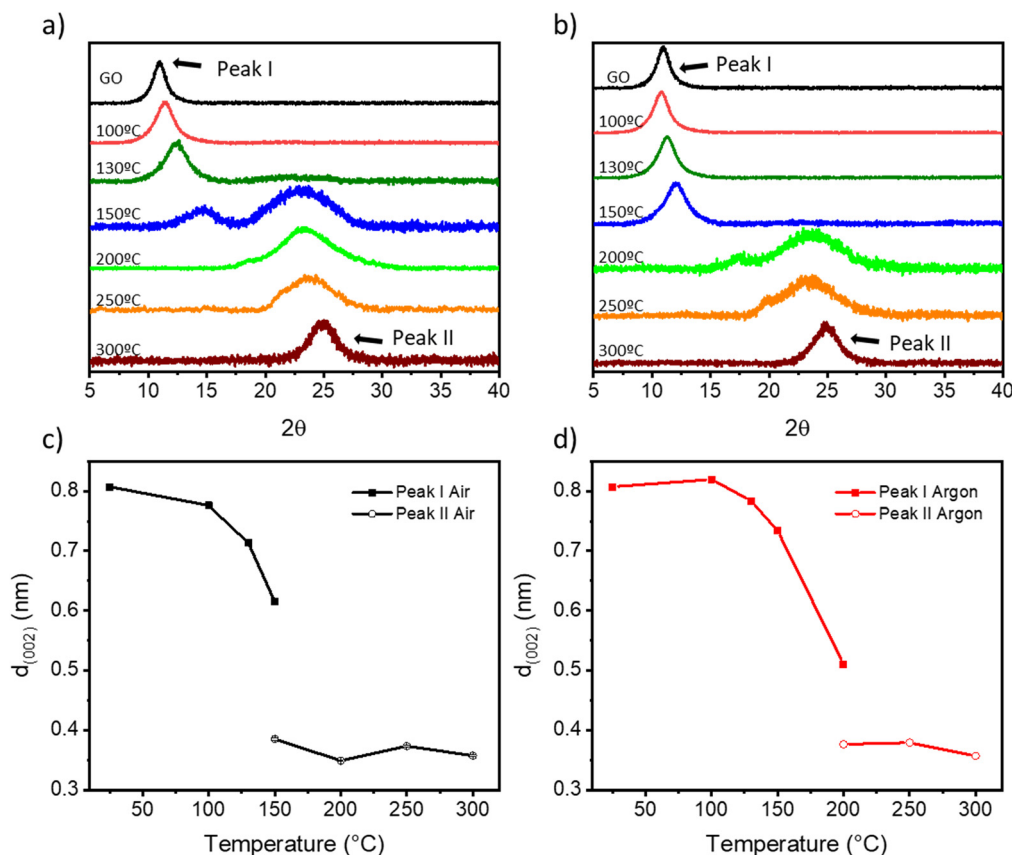 a)
Peak I
GO
100ºC
130ºC
150ºC
200ºC
250ºC
Peak II
300ºC
5 10 15 20 25 30 35 40
2θ
b)
Peak I
GO
100ºC
130ºC
150ºC
200ºC
250ºC
Peak II
300ºC
5 10 15 20 25 30 35 40
2θ
c)
0.8
0.7
0.6
0.5
0.4
0.3
d(002) (nm)
Peak I Air
Peak II Air
50 100 150 200 250 300
Temperature (°C)
d)
0.8
0.7
0.6
0.5
0.4
0.3
d(002) (nm)
Peak I Argon
Peak II Argon
50 100 150 200 250 300
Temperature (°C)